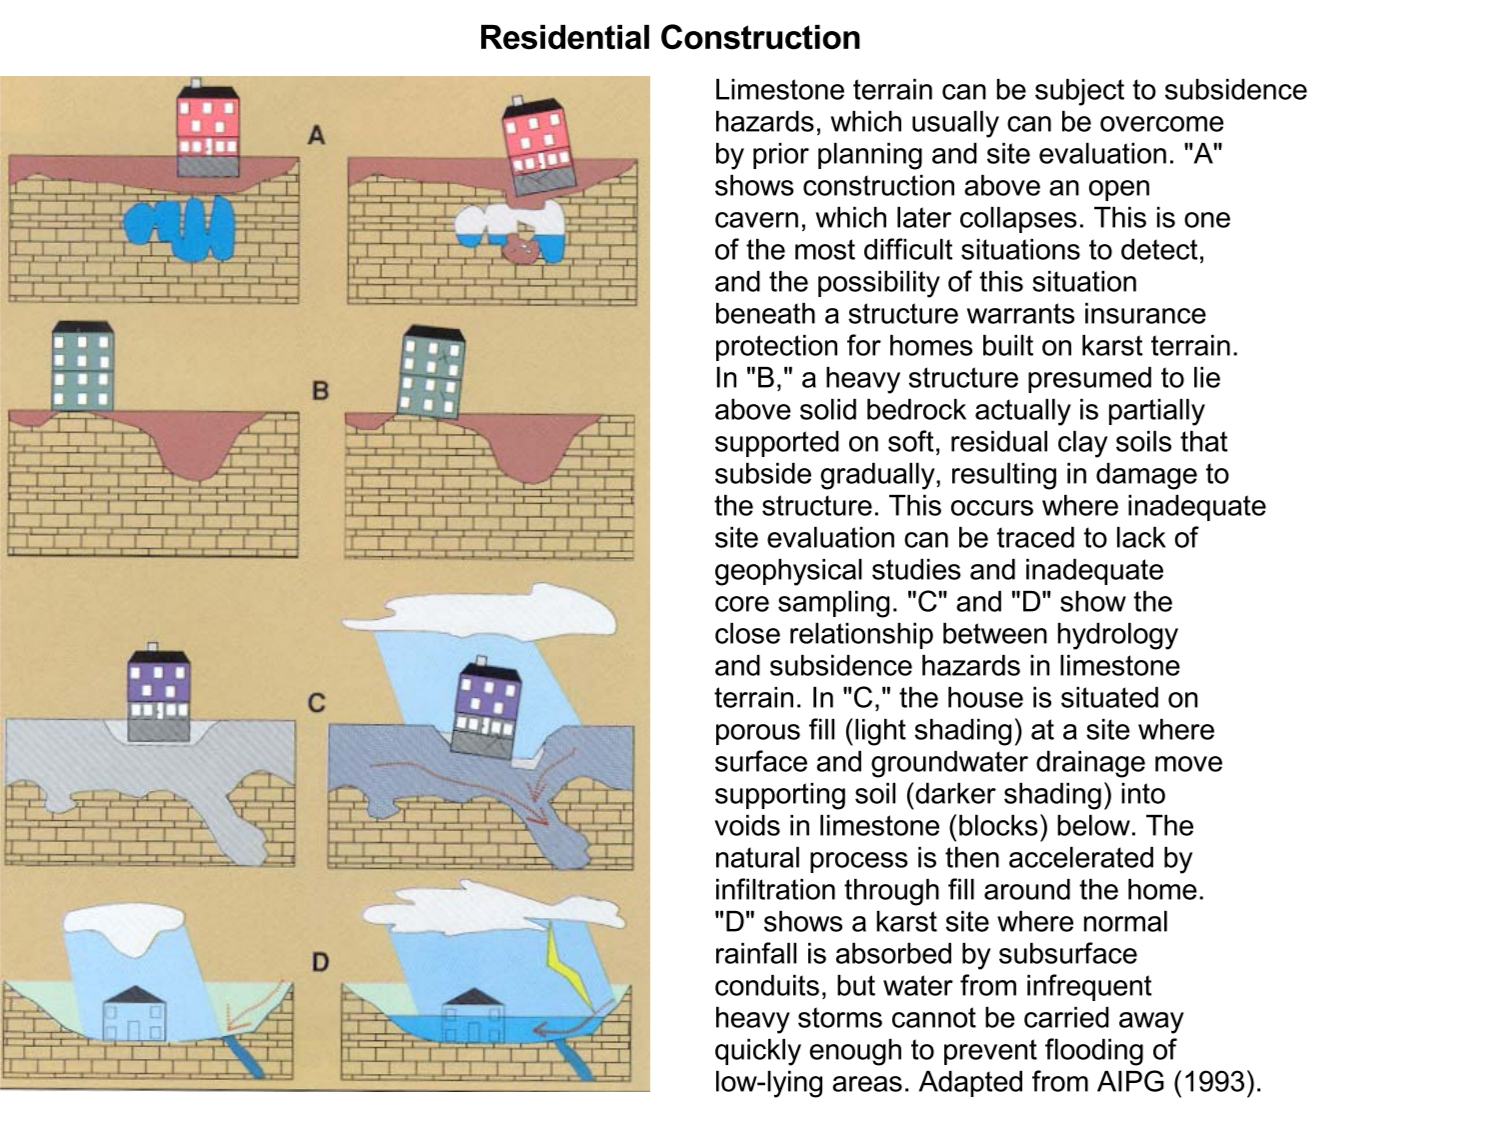 Residential Construction
A
B
C
D
Limestone terrain can be subject to subsidence
hazards, which usually can be overcome
by prior planning and site evaluation. "A"
shows construction above an open
cavern, which later collapses. This is one
of the most difficult situations to detect,
and the possibility of this situation
beneath a structure warrants insurance
protection for homes built on karst terrain.
In "B," a heavy structure presumed to lie
above solid bedrock actually is partially
supported on soft, residual clay soils that
subside gradually, resulting in damage to
the structure. This occurs where inadequate
site evaluation can be traced to lack of
geophysical studies and inadequate
core sampling. "C" and "D" show the
close relationship between hydrology
and subsidence hazards in limestone
terrain. In "C," the house is situated on
porous fill (light shading) at a site where
surface and groundwater drainage move
supporting soil (darker shading) into
voids in limestone (blocks) below. The
natural process is then accelerated by
infiltration through fill around the home.
"D" shows a karst site where normal
rainfall is absorbed by subsurface
conduits, but water from infrequent
heavy storms cannot be carried away
quickly enough to prevent flooding of
low-lying areas. Adapted from AIPG (1993).